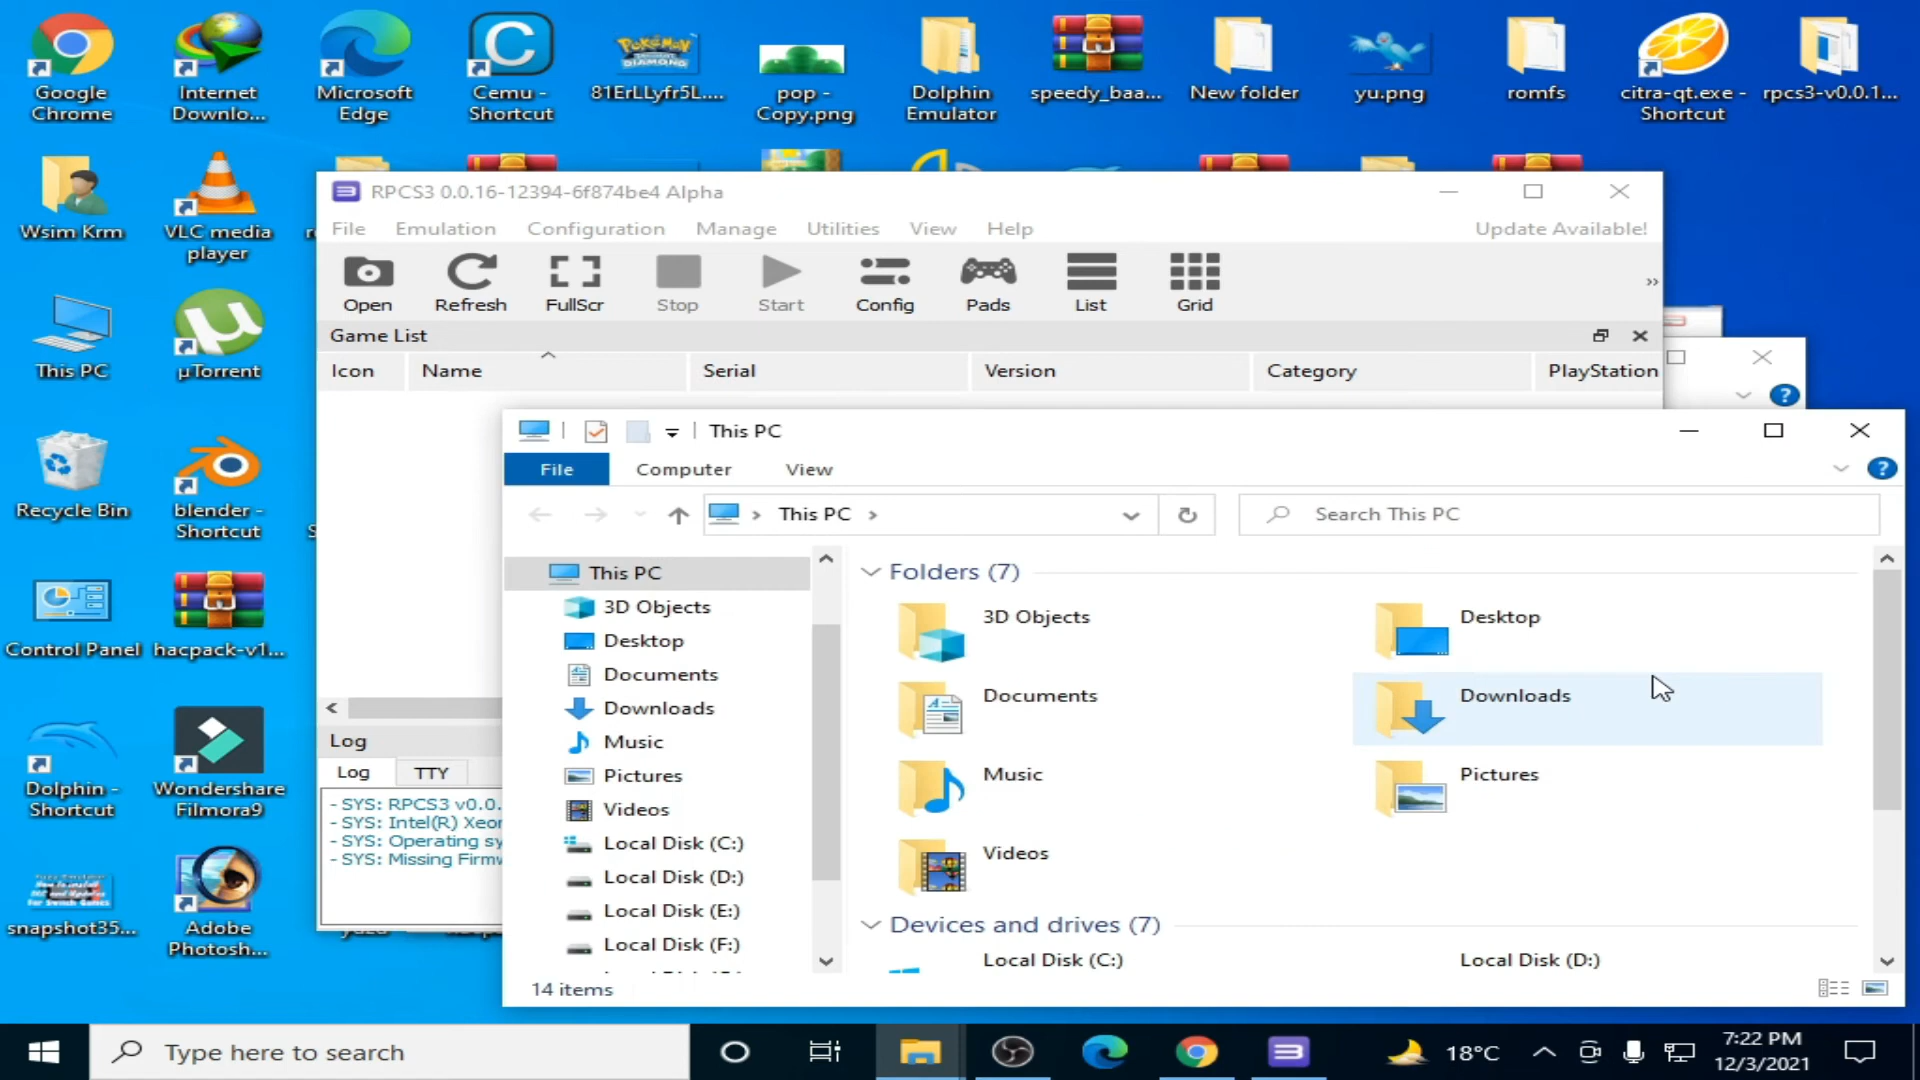 Google
Chrome
Internet
Downlo...
Microsoft
Edge
Cemu -
Shortcut
81ErLLyfr5L....
pop -
Copy.png
Dolphin
Emulator
speedy_baa...
New folder
yu.png
romfs
citra-qt.exe -
Shortcut
rpcs3-v0.0.1...
Wsim Krm
VLC media
player
This PC
µTorrent
Recycle Bin
blender -
Shortcut
Control Panel
hacpack-v1...
Dolphin -
Shortcut
Wondershare
Filmora9
snapshot35...
Adobe
Photosh...
RPCS3 0.0.16-12394-6f874be4 Alpha
File Emulation Configuration Manage Utilities View Help Update Available!
Open Refresh FullScr Stop Start Config Pads List Grid
Game List
Icon Name Serial Version Category PlayStation
Log
Log TTY
- SYS: RPCS3 v0.0.
- SYS: Intel(R) Xeo
- SYS: Operating sy
- SYS: Missing Firm
This PC
File Computer View
This PC
Search This PC
This PC
3D Objects
Desktop
Documents
Downloads
Music
Pictures
Videos
Local Disk (C:)
Local Disk (D:)
Local Disk (E:)
Local Disk (F:)
Folders (7)
3D Objects
Desktop
Documents
Downloads
Music
Pictures
Videos
Devices and drives (7)
Local Disk (C:)
Local Disk (D:)
14 items
Type here to search
18°C
7:22 PM
12/3/2021